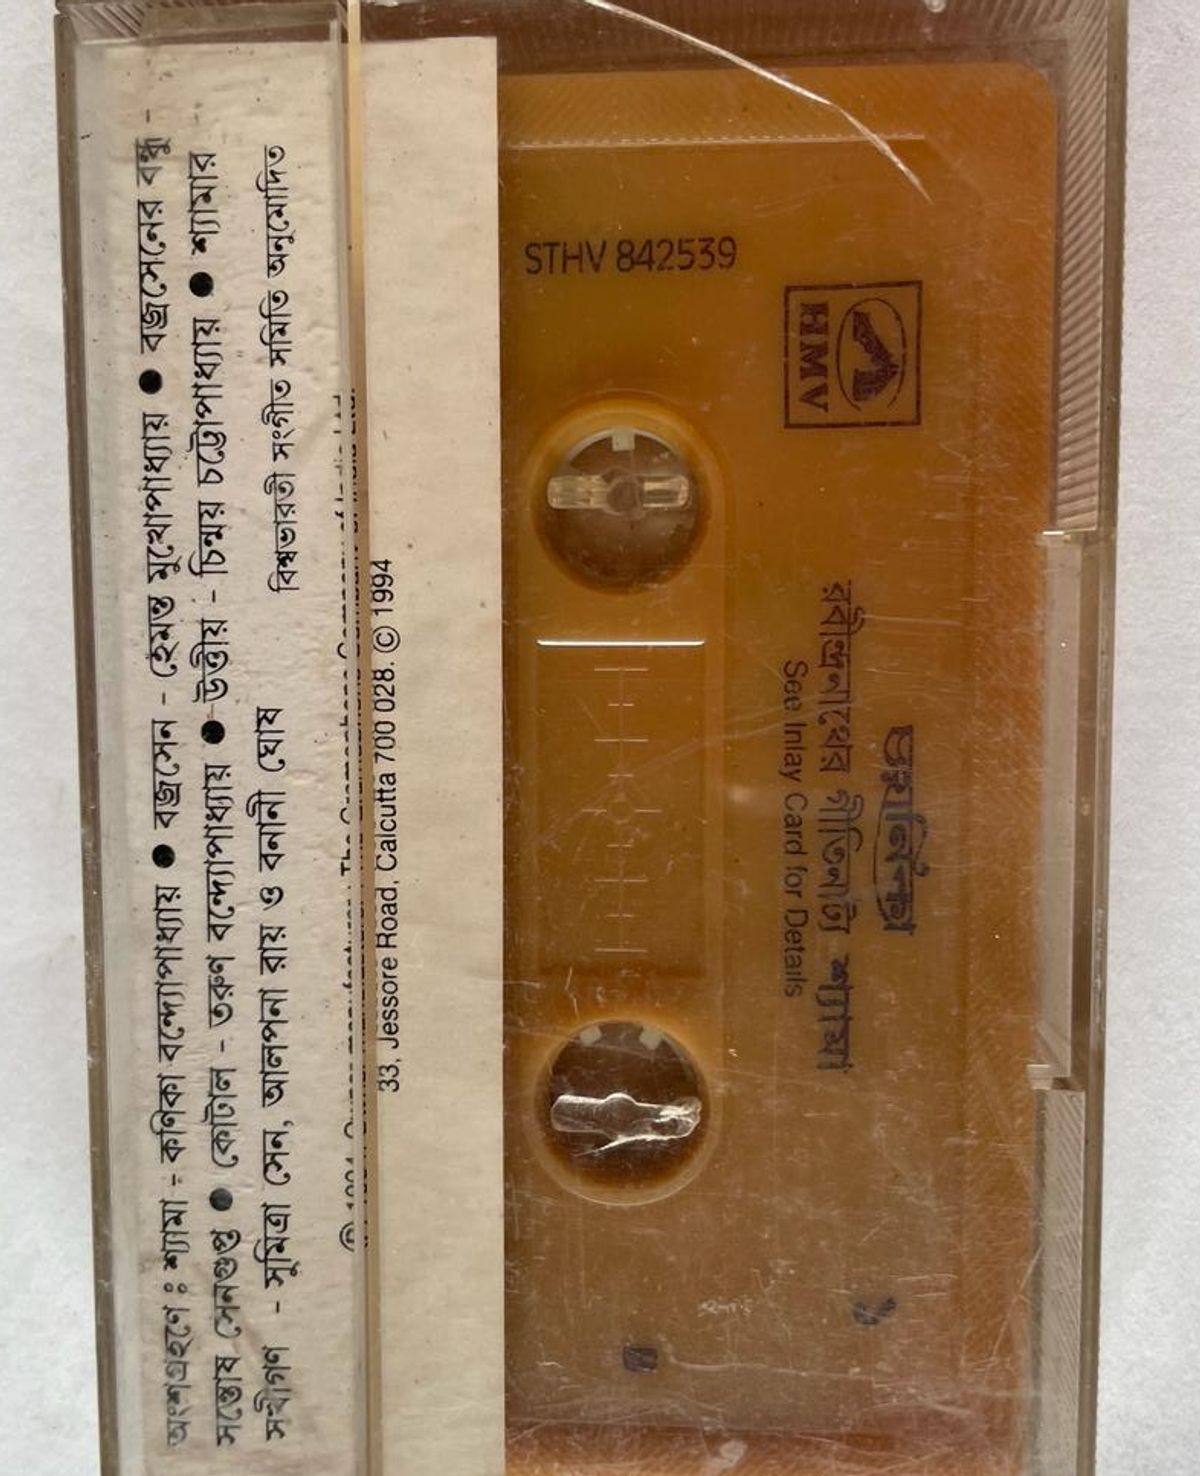 অংশগ্রহণে : শ্যামা - কণিকা বন্দ্যোপাধ্যায় ● বজ্রসেন - হেমন্ত মুখোপাধ্যায় ● বজ্রসেনের বন্ধু -
সন্তোষ সেনগুপ্ত ● কোটাল - তরুণ বন্দ্যোপাধ্যায় ● উত্তীয় - চিন্ময় চট্টোপাধ্যায় ● শ্যামার
সখীগণ - সুমিত্রা সেন, আলপনা রায় ও বনানী ঘোষ
বিশ্বভারতী সংগীত সমিতি অনুমোদিত
33, Jessore Road, Calcutta 700 028. © 1994
STHV 842539
HMV
রবীন্দ্রনাথের গীতিনাট্য শ্যামা
See Inlay Card for Details